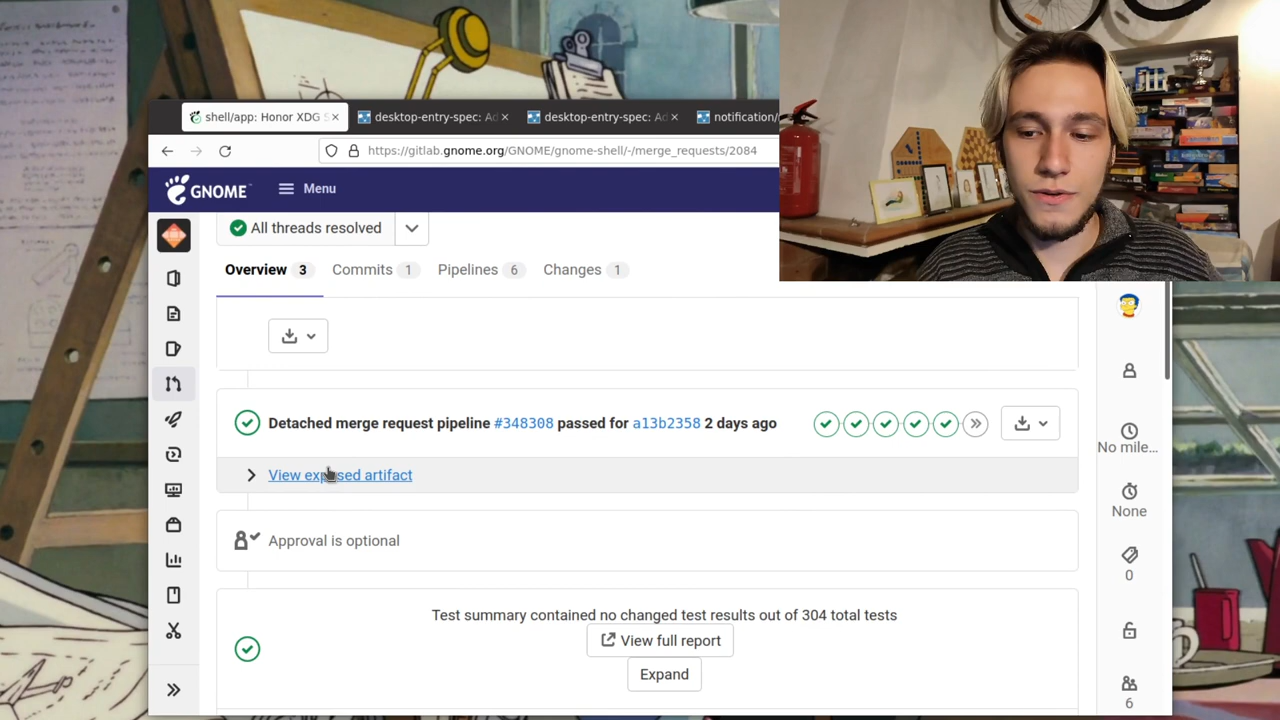 shell/app: Honor XDG S
desktop-entry-spec: Ad
desktop-entry-spec: Ad
notification/
https://gitlab.gnome.org/GNOME/gnome-shell/-/merge_requests/2084
GNOME
Menu
All threads resolved
Overview 3
Commits 1
Pipelines 6
Changes 1
Detached merge request pipeline #348308 passed for a13b2358 2 days ago
View exposed artifact
Approval is optional
Test summary contained no changed test results out of 304 total tests
View full report
Expand
No mile...
None
0
6